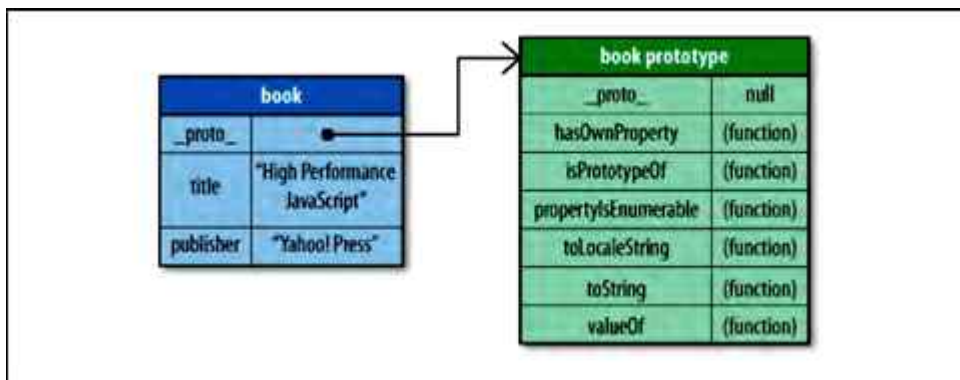 book
_proto_
title "High Performance
JavaScript"
publisher "Yahoo! Press"
book prototype
_proto_ null
hasOwnProperty (function)
isPrototypeOf (function)
propertyIsEnumerable (function)
toLocaleString (function)
toString (function)
valueOf (function)